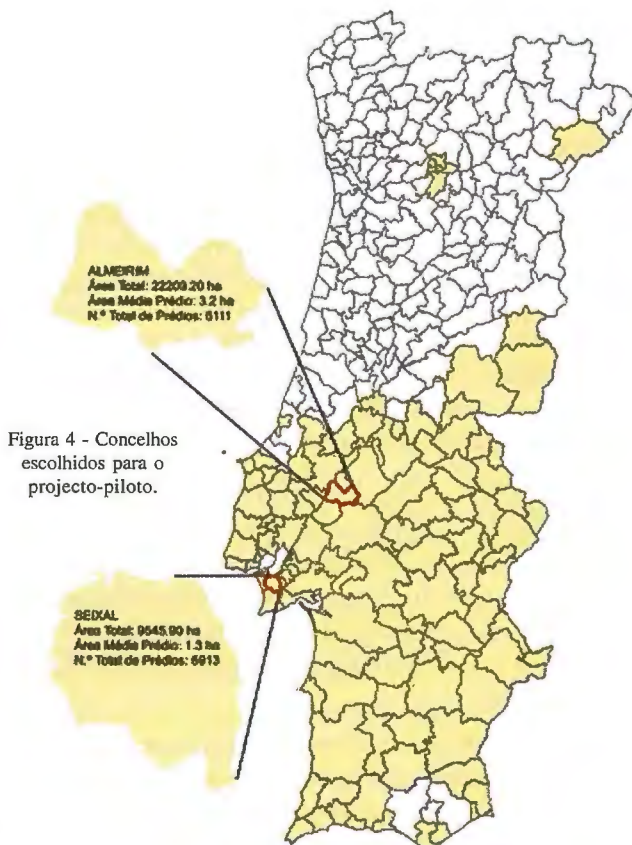 ALMEIRIM
Área Total: 22209.20 ha
Área Média Prédio: 3.2 ha
N.º Total de Prédios: 6111
Figura 4 - Concelhos
escolhidos para o
projecto-piloto.
SEIXAL
Área Total: 9545.90 ha
Área Média Prédio: 1.3 ha
N.º Total de Prédios: 6913